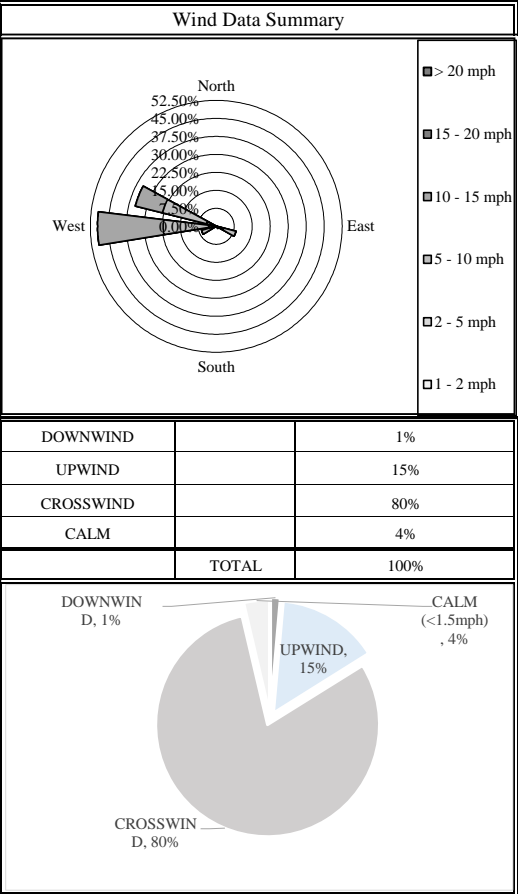 Wind Data Summary
North
52.50%
45.00%
37.50%
30.00%
22.50%
15.00%
7.50%
0.00%
West
East
South
> 20 mph
15 - 20 mph
10 - 15 mph
5 - 10 mph
2 - 5 mph
1 - 2 mph
DOWNWIND 1%
UPWIND 15%
CROSSWIND 80%
CALM 4%
TOTAL 100%
DOWNWIN
D, 1%
CALM
(<1.5mph)
, 4%
UPWIND,
15%
CROSSWIN
D, 80%